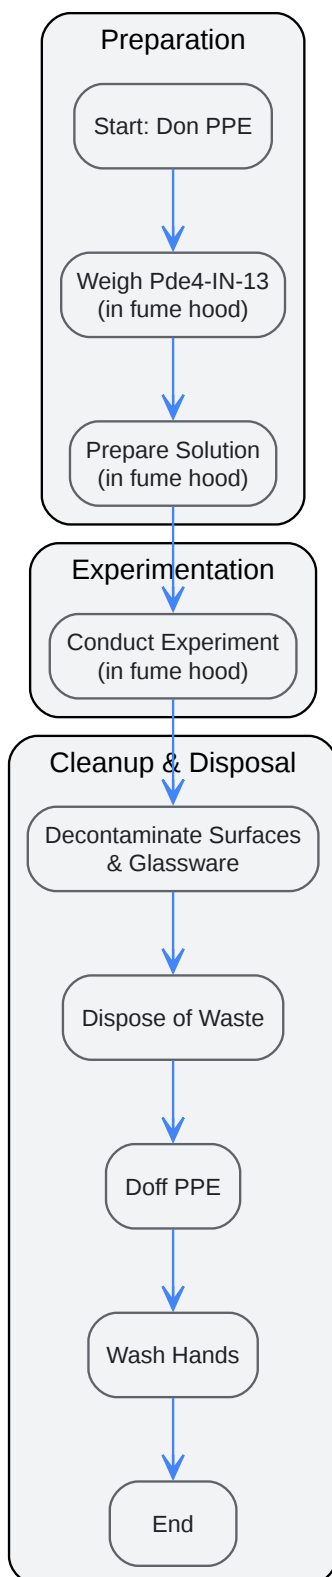 Preparation
Start: Don PPE
Weigh Pde4-IN-13
(in fume hood)
Prepare Solution
(in fume hood)
Experimentation
Conduct Experiment
(in fume hood)
Cleanup & Disposal
Decontaminate Surfaces
& Glassware
Dispose of Waste
Doff PPE
Wash Hands
End